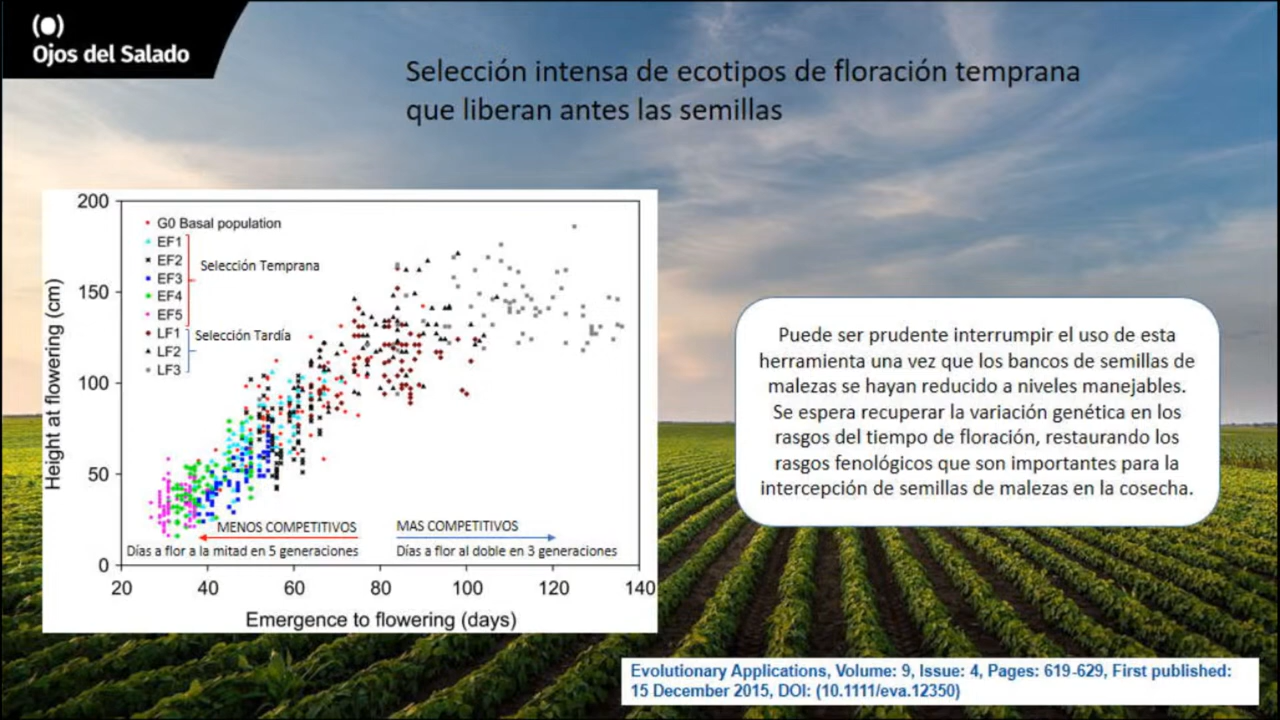 (●)
Ojos del Salado
Selección intensa de ecotipos de floración temprana
que liberan antes las semillas
200
150
100
50
0
Height at flowering (cm)
G0 Basal population
EF1
EF2
EF3
EF4
EF5
LF1
LF2
LF3
Selección Temprana
Selección Tardía
MENOS COMPETITIVOS
Días a flor a la mitad en 5 generaciones
MAS COMPETITIVOS
Días a flor al doble en 3 generaciones
20 40 60 80 100 120 140
Emergence to flowering (days)
Puede ser prudente interrumpir el uso de esta
herramienta una vez que los bancos de semillas de
malezas se hayan reducido a niveles manejables.
Se espera recuperar la variación genética en los
rasgos del tiempo de floración, restaurando los
rasgos fenológicos que son importantes para la
intercepción de semillas de malezas en la cosecha.
Evolutionary Applications, Volume: 9, Issue: 4, Pages: 619-629, First published:
15 December 2015, DOI: (10.1111/eva.12350)